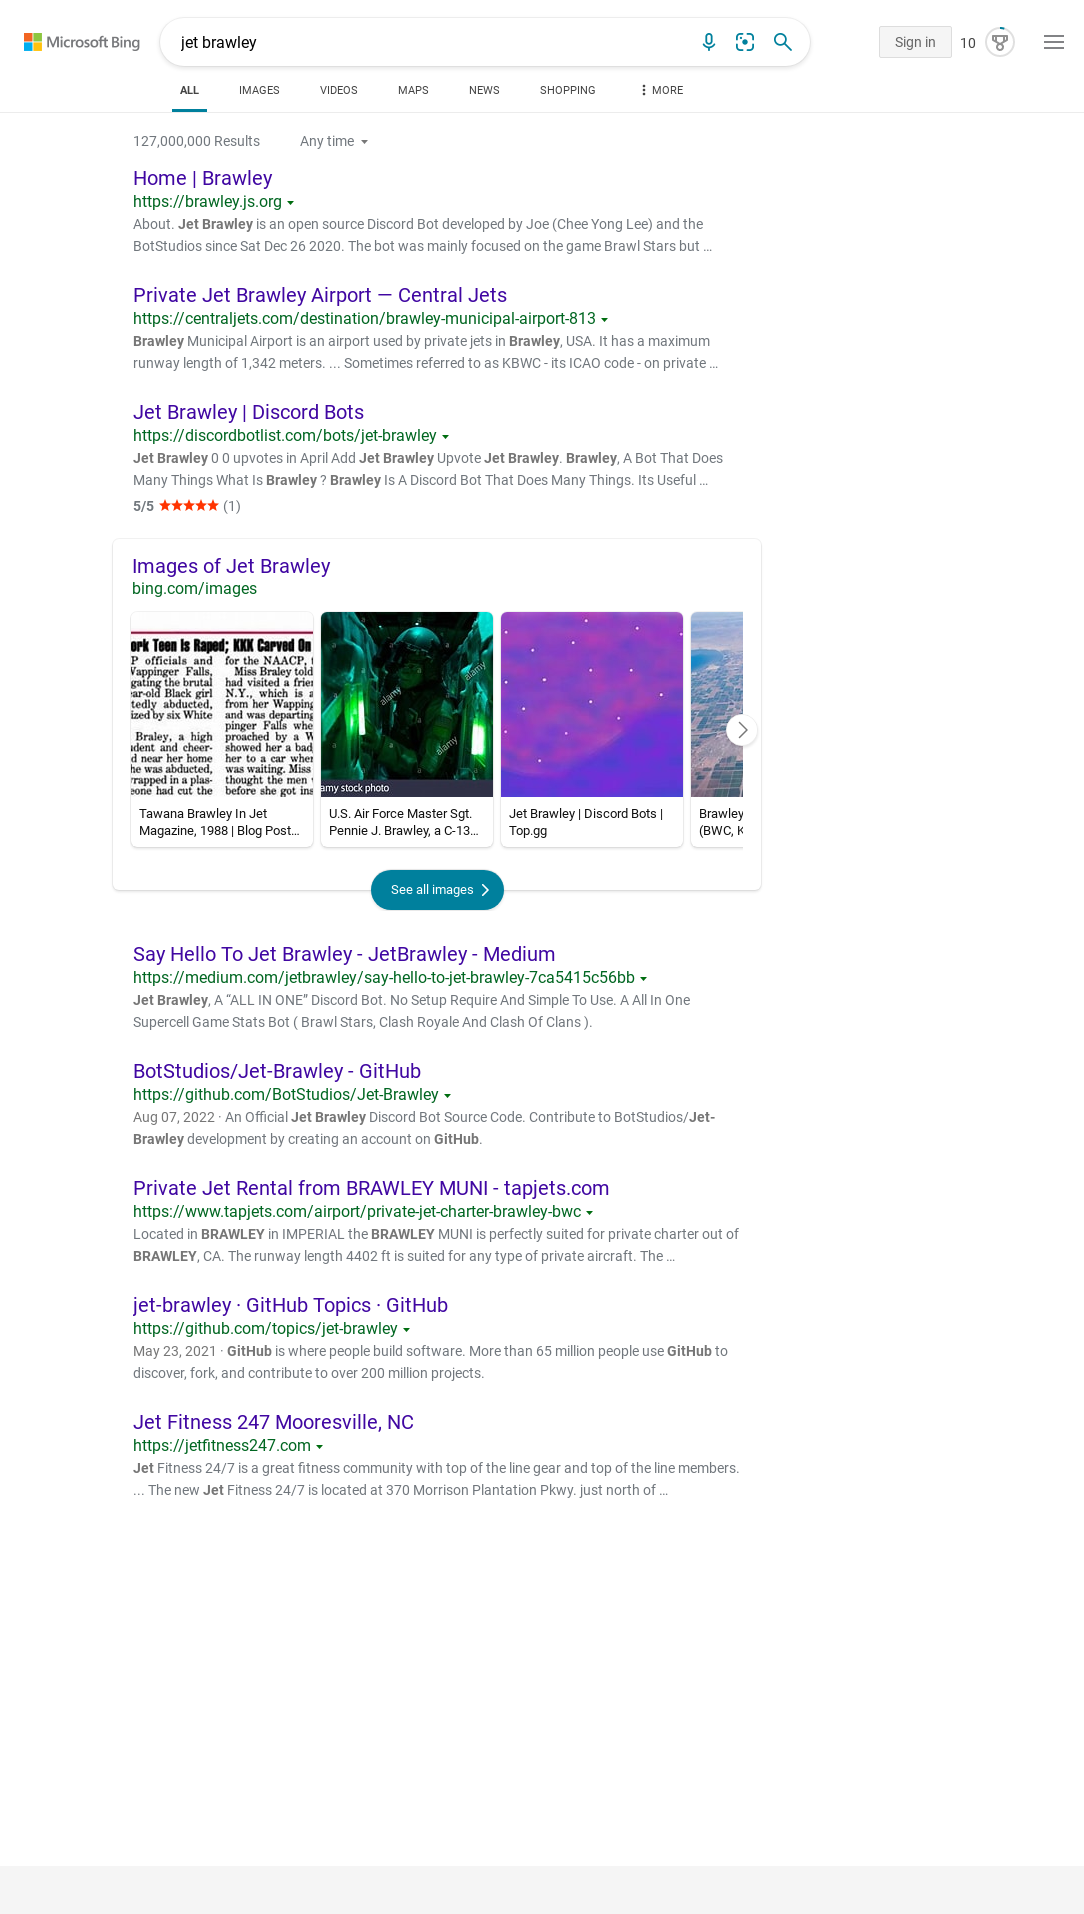 Microsoft Bing
jet brawley
Sign in
10
ALL
IMAGES
VIDEOS
MAPS
NEWS
SHOPPING
MORE
127,000,000 Results
Any time
Home | Brawley
https://brawley.js.org
About. Jet Brawley is an open source Discord Bot developed by Joe (Chee Yong Lee) and the
BotStudios since Sat Dec 26 2020. The bot was mainly focused on the game Brawl Stars but ...
Private Jet Brawley Airport — Central Jets
https://centraljets.com/destination/brawley-municipal-airport-813
Brawley Municipal Airport is an airport used by private jets in Brawley, USA. It has a maximum
runway length of 1,342 meters. ... Sometimes referred to as KBWC - its ICAO code - on private ...
Jet Brawley | Discord Bots
https://discordbotlist.com/bots/jet-brawley
Jet Brawley 0 0 upvotes in April Add Jet Brawley Upvote Jet Brawley. Brawley, A Bot That Does
Many Things What Is Brawley ? Brawley Is A Discord Bot That Does Many Things. Its Useful ...
5/5 ★★★★★ (1)
Images of Jet Brawley
bing.com/images
ork Teen Is Raped; KKK Carved On
P officials and
Wappinger Falls,
gating the brutal
ear-old Black girl
tedly abducted,
ized by six White
Braley, a high
dent and cheer-
d near her home
he was abducted,
wrapped in a plas-
eone had cut the
for the NAACP,
Miss Braley told
had visited a frie
N.Y., which is a
from her Wapping
and was departing
pinger Falls whe
proached by a W
showed her a bad
her to a car whe
was waiting. Miss
thought the men
before she got ins
alamy
alamy
alamy
a
amy stock photo
Tawana Brawley In Jet
Magazine, 1988 | Blog Post...
U.S. Air Force Master Sgt.
Pennie J. Brawley, a C-13...
Jet Brawley | Discord Bots |
Top.gg
Brawley
(BWC, K
See all images
Say Hello To Jet Brawley - JetBrawley - Medium
https://medium.com/jetbrawley/say-hello-to-jet-brawley-7ca5415c56bb
Jet Brawley, A “ALL IN ONE” Discord Bot. No Setup Require And Simple To Use. A All In One
Supercell Game Stats Bot ( Brawl Stars, Clash Royale And Clash Of Clans ).
BotStudios/Jet-Brawley - GitHub
https://github.com/BotStudios/Jet-Brawley
Aug 07, 2022 · An Official Jet Brawley Discord Bot Source Code. Contribute to BotStudios/Jet-
Brawley development by creating an account on GitHub.
Private Jet Rental from BRAWLEY MUNI - tapjets.com
https://www.tapjets.com/airport/private-jet-charter-brawley-bwc
Located in BRAWLEY in IMPERIAL the BRAWLEY MUNI is perfectly suited for private charter out of
BRAWLEY, CA. The runway length 4402 ft is suited for any type of private aircraft. The ...
jet-brawley · GitHub Topics · GitHub
https://github.com/topics/jet-brawley
May 23, 2021 · GitHub is where people build software. More than 65 million people use GitHub to
discover, fork, and contribute to over 200 million projects.
Jet Fitness 247 Mooresville, NC
https://jetfitness247.com
Jet Fitness 24/7 is a great fitness community with top of the line gear and top of the line members.
... The new Jet Fitness 24/7 is located at 370 Morrison Plantation Pkwy. just north of ...